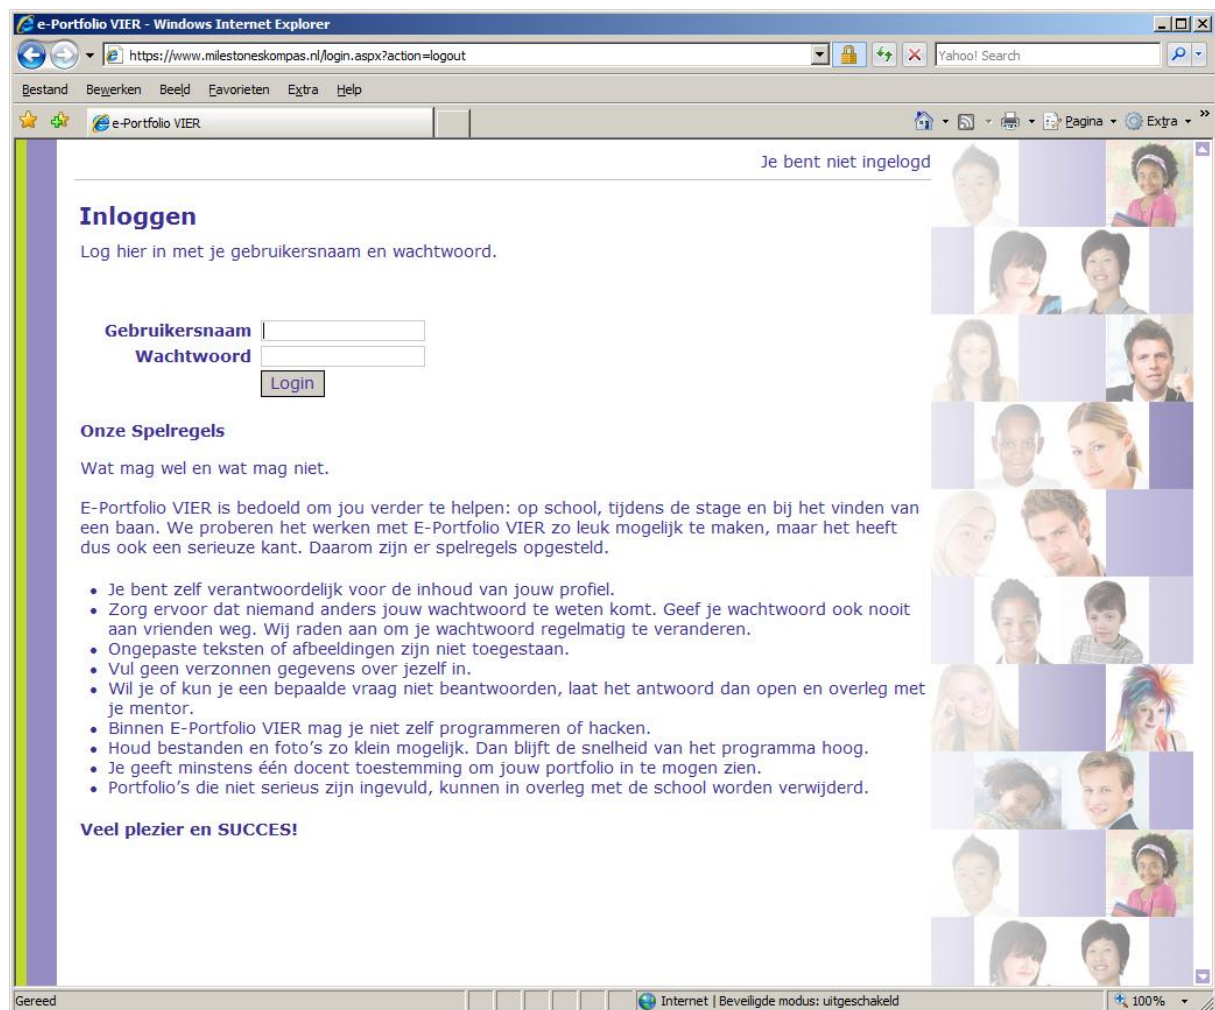 e-Portfolio VIER - Windows Internet Explorer
https://www.milestoneskompas.nl/login.aspx?action=logout
Yahoo! Search
Bestand Bewerken Beeld Favorieten Extra Help
e-Portfolio VIER
Pagina Extra »
Je bent niet ingelogd
Inloggen
Log hier in met je gebruikersnaam en wachtwoord.
Gebruikersnaam
Wachtwoord
Login
Onze Spelregels
Wat mag wel en wat mag niet.
E-Portfolio VIER is bedoeld om jou verder te helpen: op school, tijdens de stage en bij het vinden van
een baan. We proberen het werken met E-Portfolio VIER zo leuk mogelijk te maken, maar het heeft
dus ook een serieuze kant. Daarom zijn er spelregels opgesteld.
• Je bent zelf verantwoordelijk voor de inhoud van jouw profiel.
• Zorg ervoor dat niemand anders jouw wachtwoord te weten komt. Geef je wachtwoord ook nooit
aan vrienden weg. Wij raden aan om je wachtwoord regelmatig te veranderen.
• Ongepaste teksten of afbeeldingen zijn niet toegestaan.
• Vul geen verzonnen gegevens over jezelf in.
• Wil je of kun je een bepaalde vraag niet beantwoorden, laat het antwoord dan open en overleg met
je mentor.
• Binnen E-Portfolio VIER mag je niet zelf programmeren of hacken.
• Houd bestanden en foto's zo klein mogelijk. Dan blijft de snelheid van het programma hoog.
• Je geeft minstens één docent toestemming om jouw portfolio in te mogen zien.
• Portfolio's die niet serieus zijn ingevuld, kunnen in overleg met de school worden verwijderd.
Veel plezier en SUCCES!
Gereed
Internet | Beveiligde modus: uitgeschakeld
100%